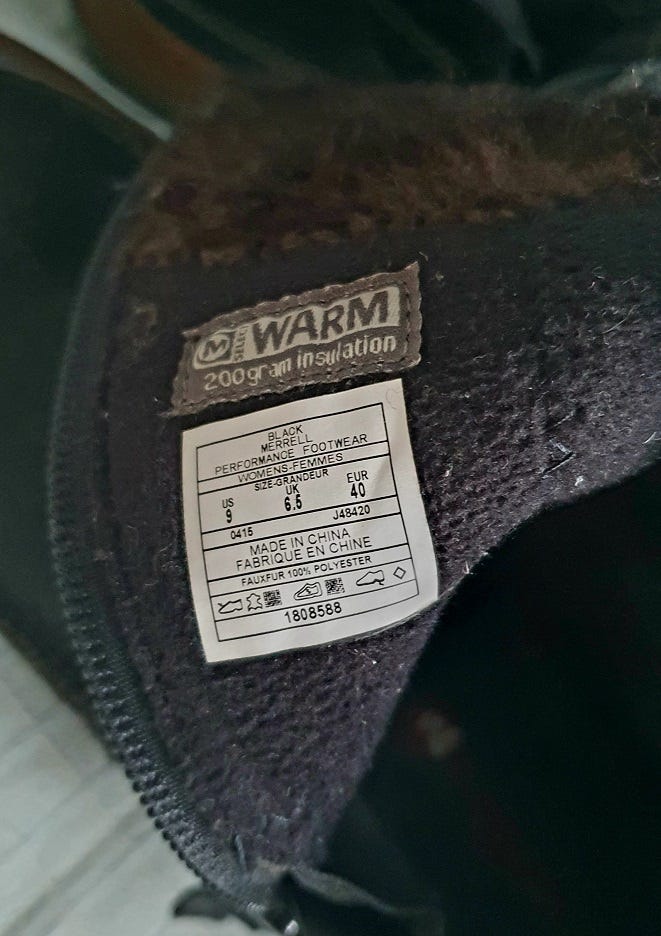 M SELECT WARM
200gram insulation
BLACK
MERRELL
PERFORMANCE FOOTWEAR
WOMENS-FEMMES
SIZE-GRANDEUR
US UK EUR
9 6.5 40
0415 J48420
MADE IN CHINA
FABRIQUE EN CHINE
FAUXFUR 100% POLYESTER
1808588